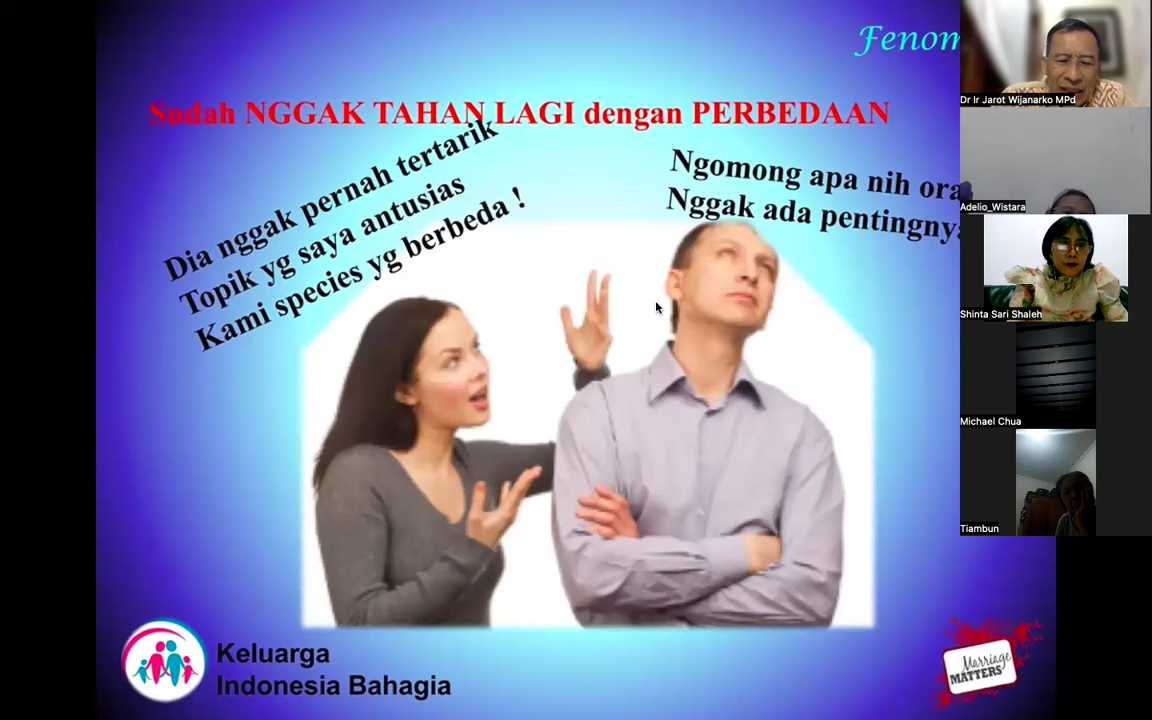 Fenom
Sudah NGGAK TAHAN LAGI dengan PERBEDAAN
Dia nggak pernah tertarik
Topik yg saya antusias
Kami species yg berbeda !
Ngomong apa nih ora
Nggak ada pentingnya
Keluarga
Indonesia Bahagia
Marriage
MATTERS
Dr Ir Jarot Wijanarko MPd
Adelio_Wistara
Shinta Sari Shaleh
Michael Chua
Tiambun